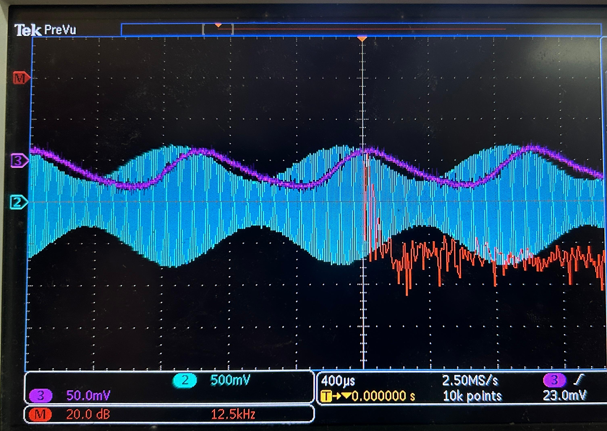 Tek PreVu
M
3
2
2 500mV
3 50.0mV
M 20.0 dB 12.5kHz
400µs 2.50MS/s 3
T→▼0.000000 s 10k points 23.0mV